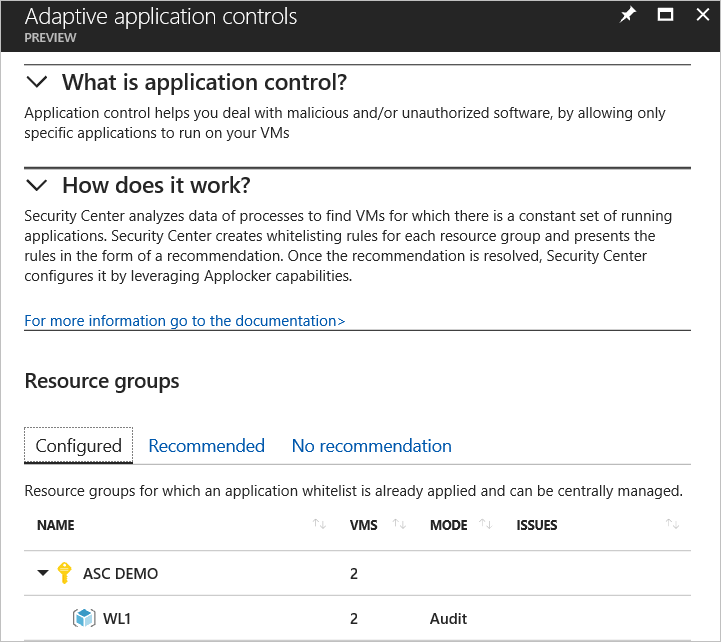 Adaptive application controls
PREVIEW
What is application control?
Application control helps you deal with malicious and/or unauthorized software, by allowing only
specific applications to run on your VMs
How does it work?
Security Center analyzes data of processes to find VMs for which there is a constant set of running
applications. Security Center creates whitelisting rules for each resource group and presents the
rules in the form of a recommendation. Once the recommendation is resolved, Security Center
configures it by leveraging Applocker capabilities.
For more information go to the documentation>
Resource groups
Configured Recommended No recommendation
Resource groups for which an application whitelist is already applied and can be centrally managed.
NAME VMS MODE ISSUES
ASC DEMO 2
WL1 2 Audit